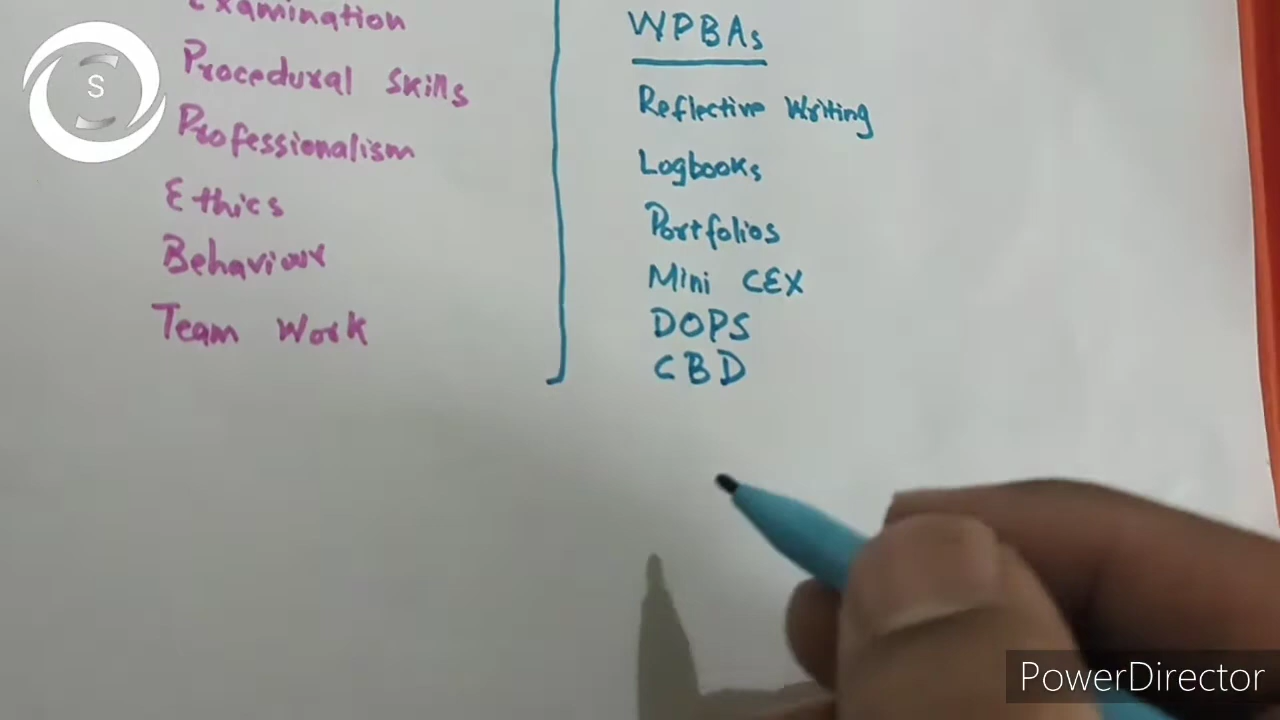 Examination
Procedural Skills
Professionalism
Ethics
Behaviour
Team Work
WPBAs
Reflective Writing
Logbooks
Portfolios
Mini CEX
DOPS
CBD
S
PowerDirector